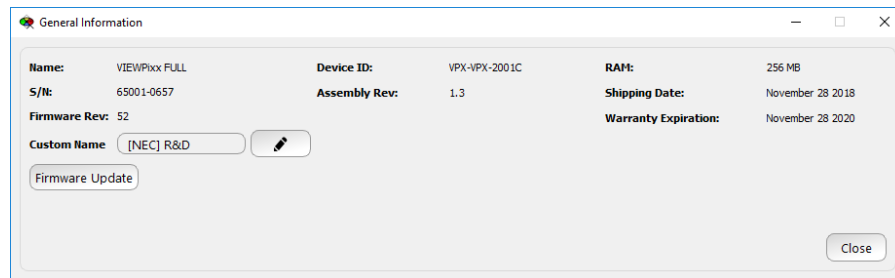 General Information
Name: VIEWPixx FULL Device ID: VPX-VPX-2001C RAM: 256 MB
S/N: 65001-0657 Assembly Rev: 1.3 Shipping Date: November 28 2018
Firmware Rev: 52 Warranty Expiration: November 28 2020
Custom Name [NEC] R&D
Firmware Update
Close